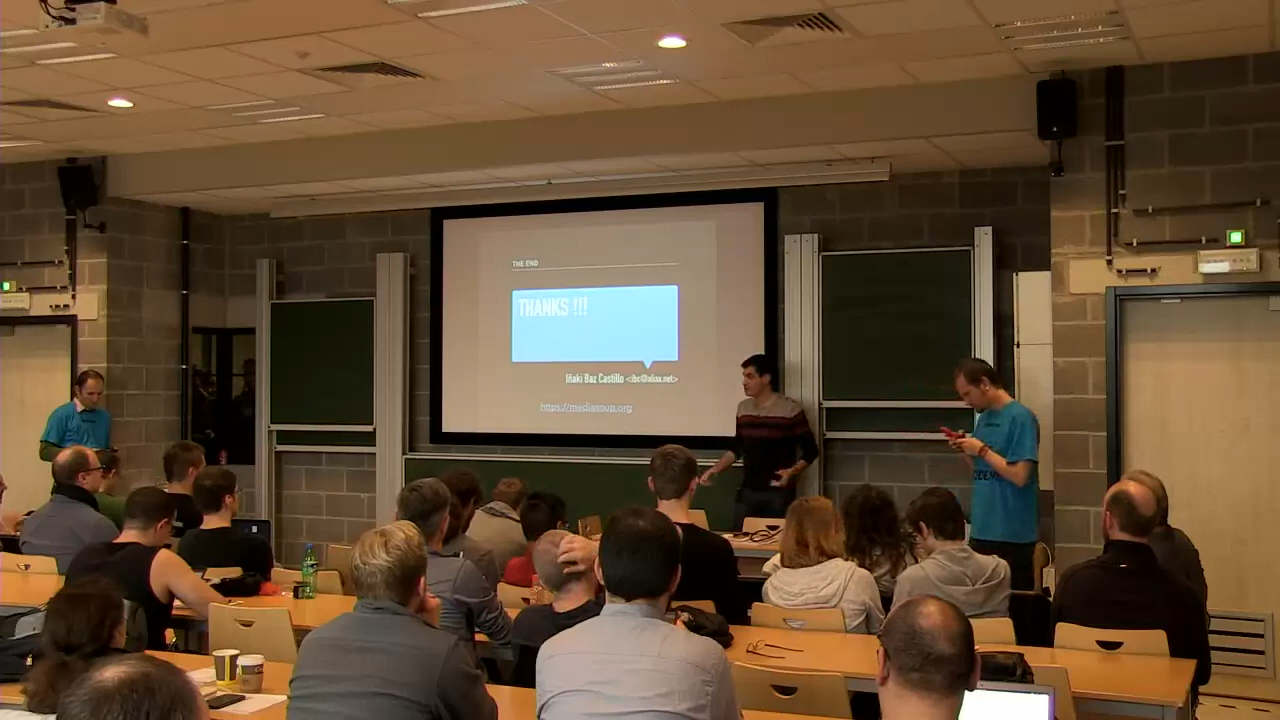 THE END
THANKS !!!
Iñaki Baz Castillo <ibc@aliax.net>
https://mediasoup.org